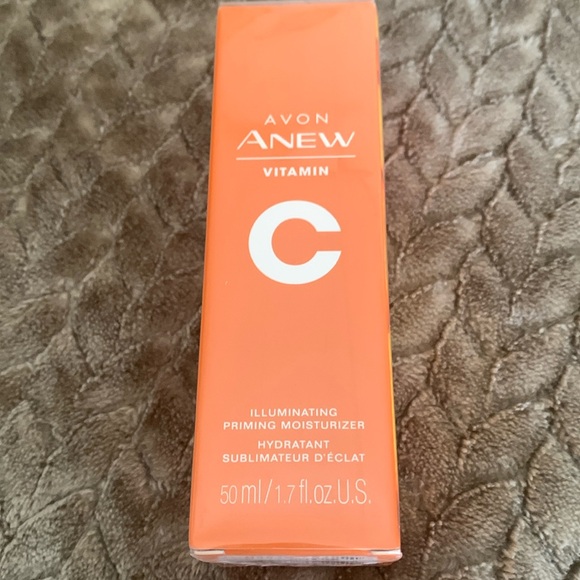 AVON
ANEW
VITAMIN
C
ILLUMINATING
PRIMING MOISTURIZER
HYDRATANT
SUBLIMATEUR D'ÉCLAT
50 ml/1.7 fl.oz.U.S.